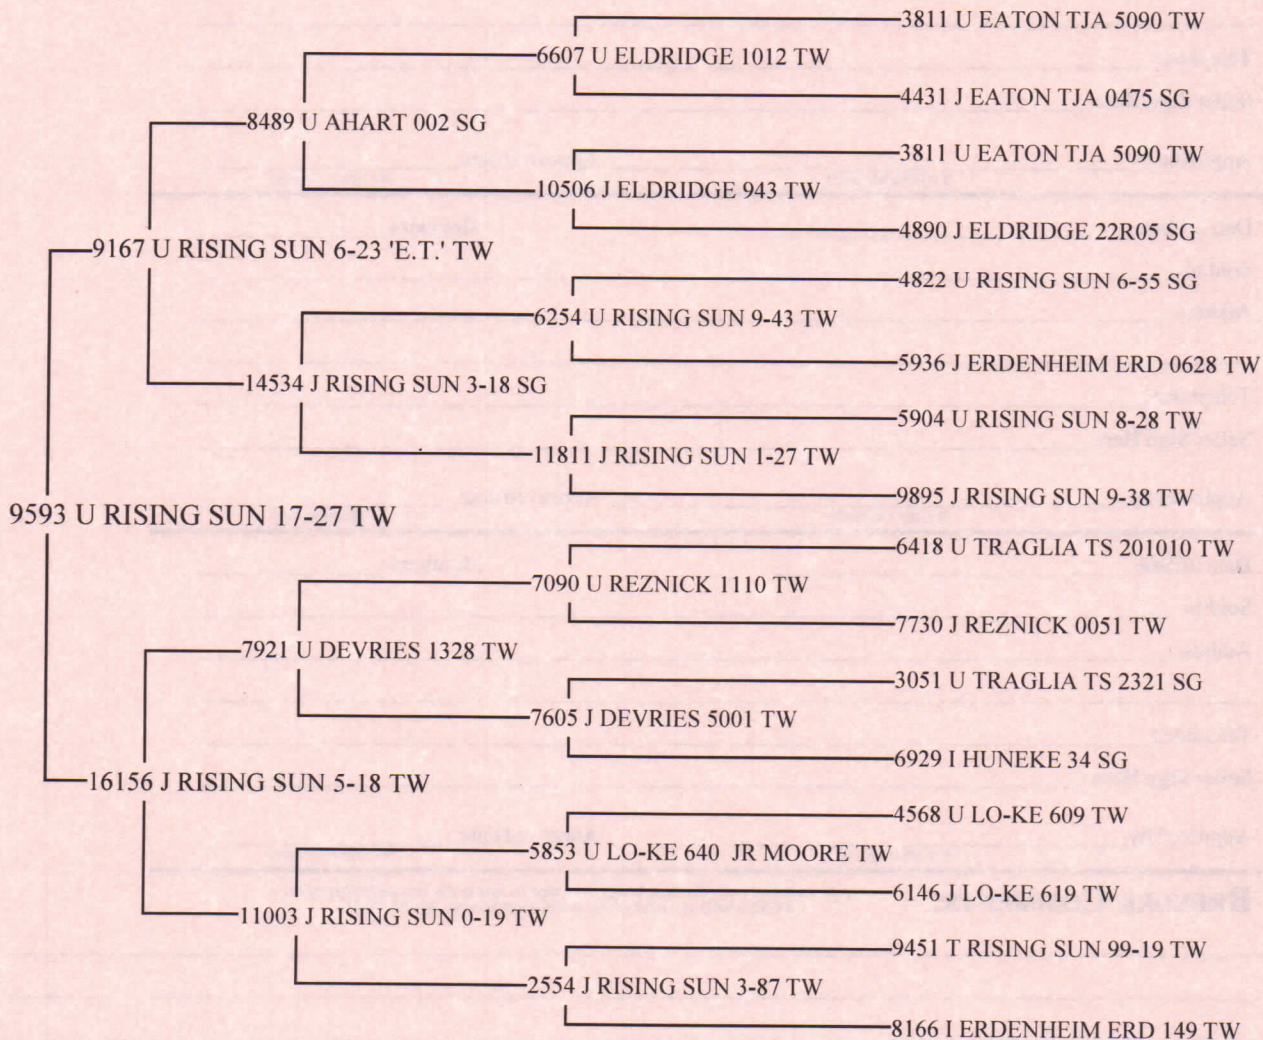 3811 U EATON TJA 5090 TW
6607 U ELDRIDGE 1012 TW
4431 J EATON TJA 0475 SG
8489 U AHART 002 SG
3811 U EATON TJA 5090 TW
10506 J ELDRIDGE 943 TW
4890 J ELDRIDGE 22R05 SG
9167 U RISING SUN 6-23 'E.T.' TW
4822 U RISING SUN 6-55 SG
6254 U RISING SUN 9-43 TW
5936 J ERDENHEIM ERD 0628 TW
14534 J RISING SUN 3-18 SG
5904 U RISING SUN 8-28 TW
11811 J RISING SUN 1-27 TW
9895 J RISING SUN 9-38 TW
9593 U RISING SUN 17-27 TW
6418 U TRAGLIA TS 201010 TW
7090 U REZNICK 1110 TW
7730 J REZNICK 0051 TW
7921 U DEVRIES 1328 TW
3051 U TRAGLIA TS 2321 SG
7605 J DEVRIES 5001 TW
6929 I HUNEKE 34 SG
16156 J RISING SUN 5-18 TW
4568 U LO-KE 609 TW
5853 U LO-KE 640 JR MOORE TW
6146 J LO-KE 619 TW
11003 J RISING SUN 0-19 TW
9451 T RISING SUN 99-19 TW
2554 J RISING SUN 3-87 TW
8166 I ERDENHEIM ERD 149 TW